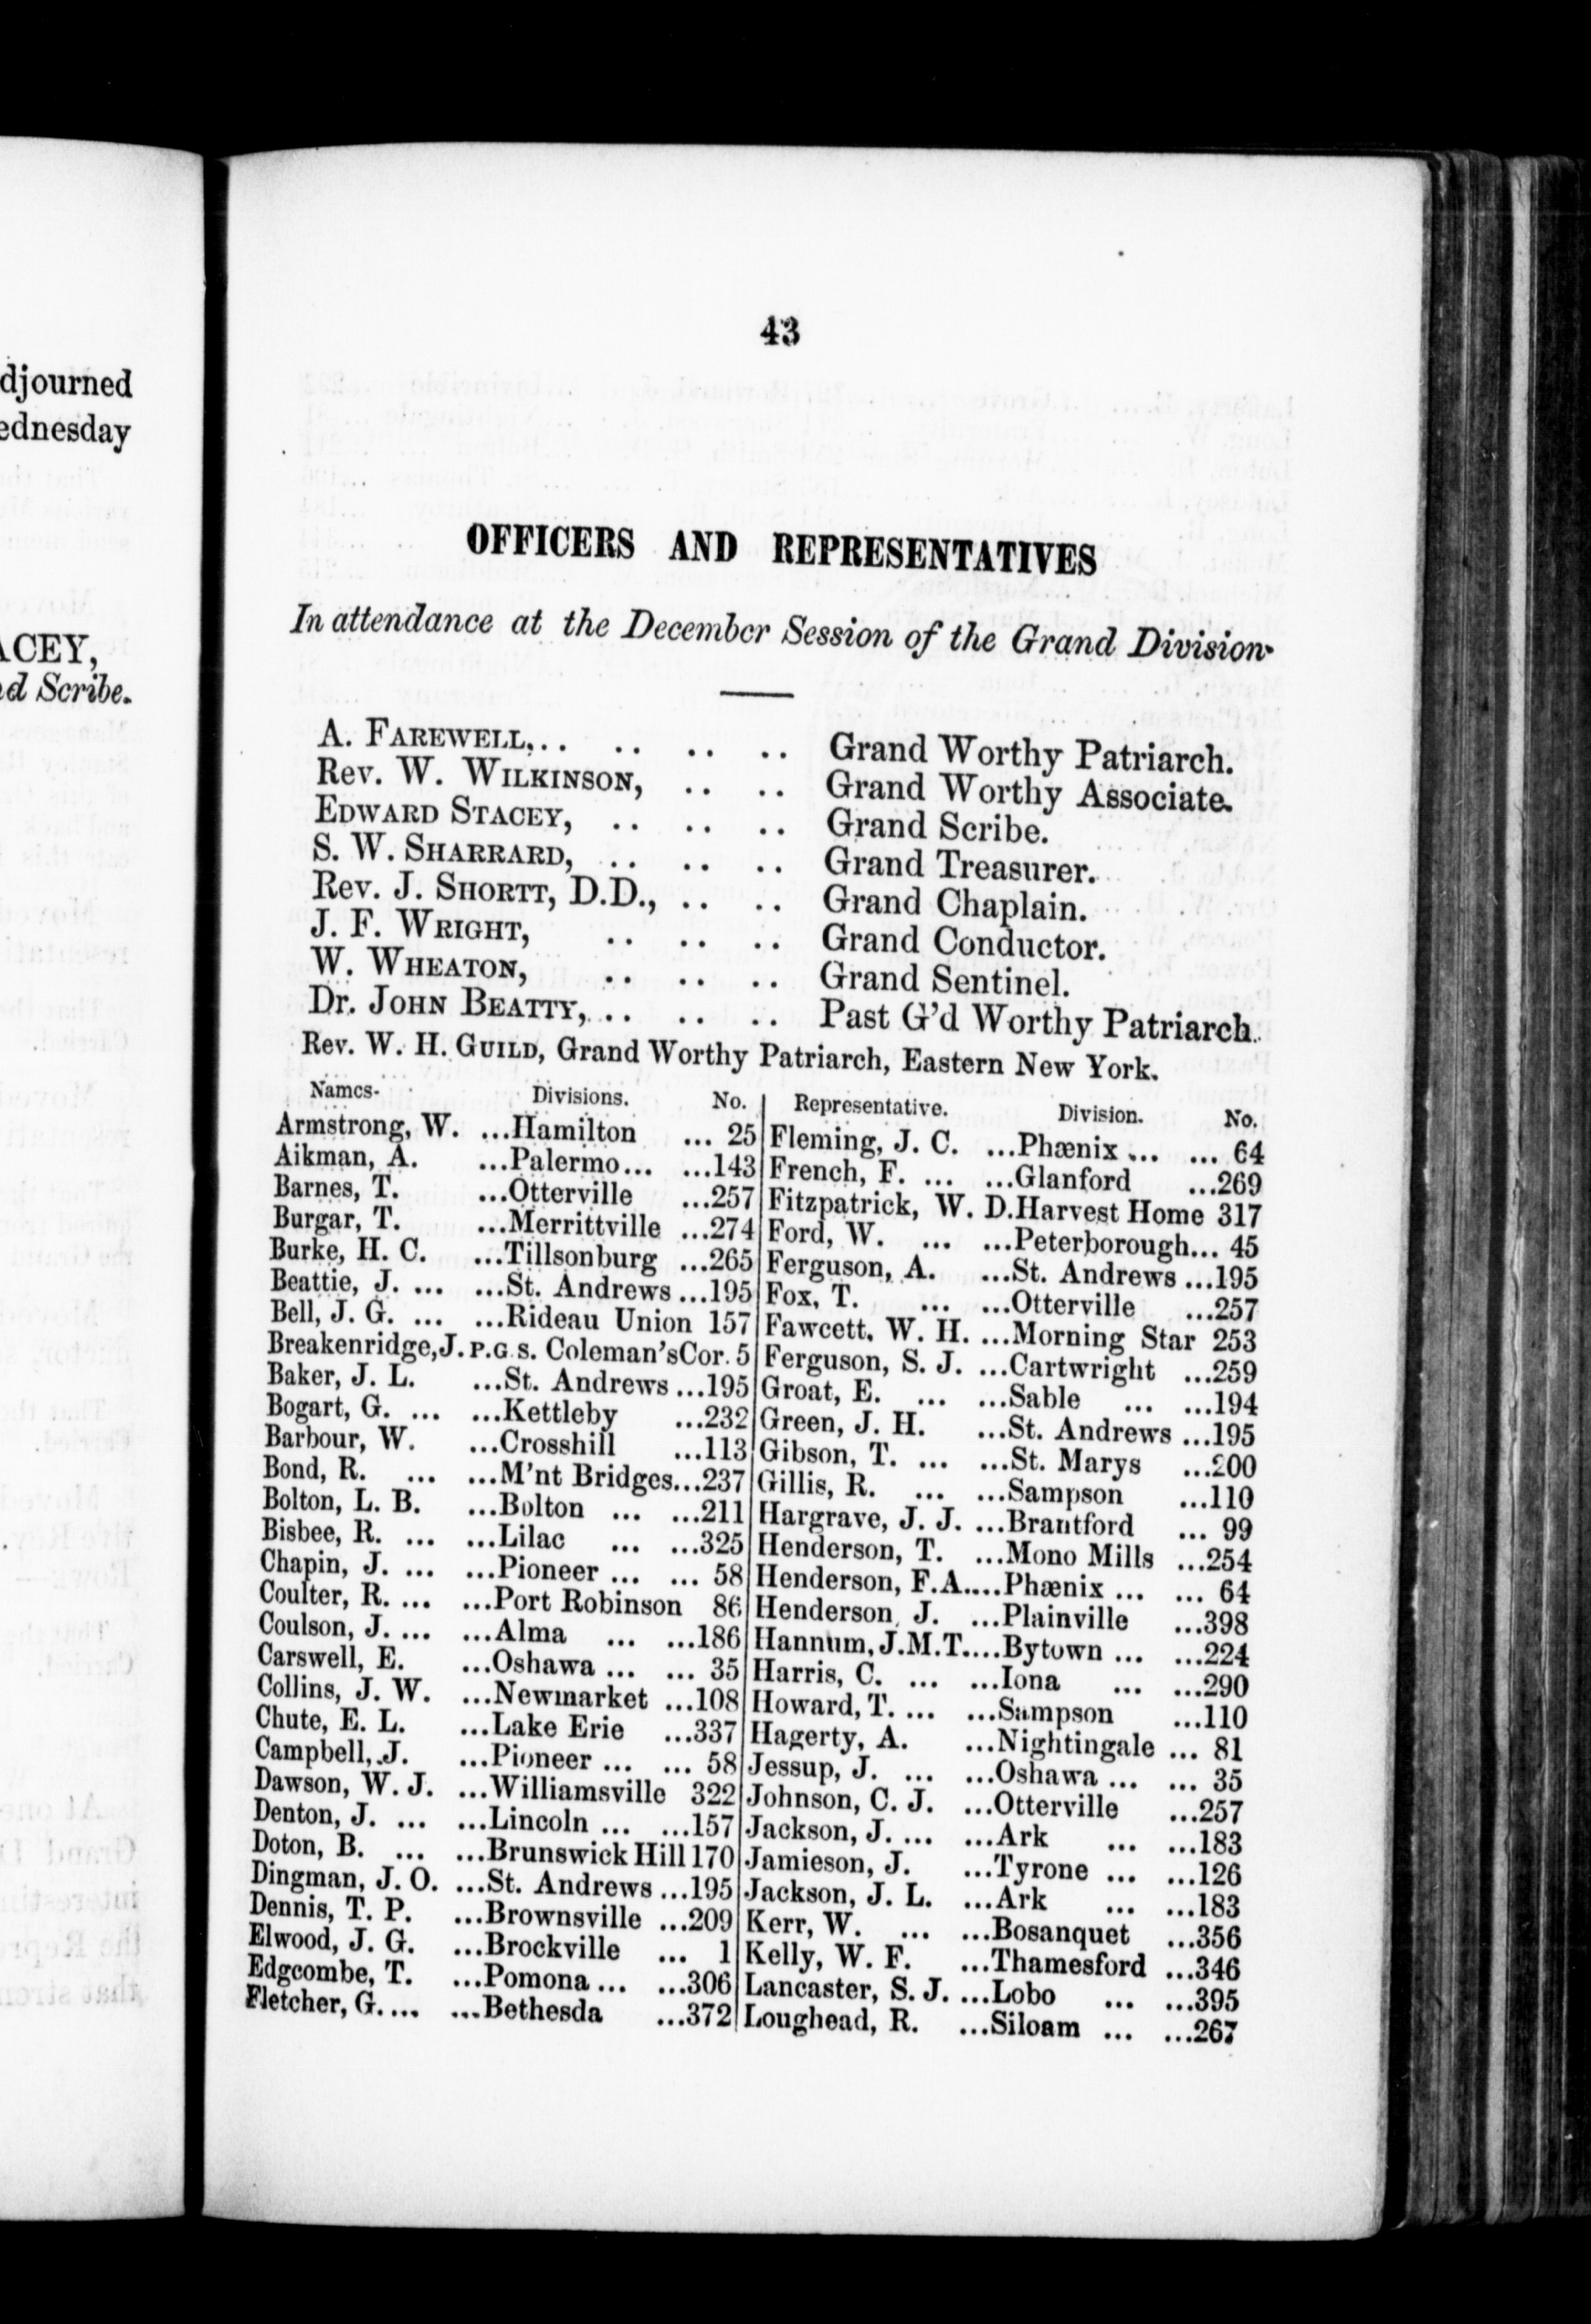 djourned
ednesday
ACEY,
nd Scribe.
43
OFFICERS AND REPRESENTATIVES
In attendance at the December Session of the Grand Division·
A. FAREWELL, .. .. .. .. Grand Worthy Patriarch.
Rev. W. WILKINSON, .. .. Grand Worthy Associate.
EDWARD STACEY, .. .. .. Grand Scribe.
S. W. SHARRARD, .. .. .. Grand Treasurer.
Rev. J. SHORTT, D.D., .. .. Grand Chaplain.
J. F. WRIGHT, .. .. .. Grand Conductor.
W. WHEATON, .. .. .. Grand Sentinel.
Dr. JOHN BEATTY, .. .. .. Past G'd Worthy Patriarch.
Rev. W. H. GUILD, Grand Worthy Patriarch, Eastern New York.
Names. Divisions. No.
Armstrong, W. ...Hamilton ... 25
Aikman, A. ...Palermo... ...143
Barnes, T. ...Otterville ...257
Burgar, T. ...Merrittville ...274
Burke, H. C. ...Tillsonburg ...265
Beattie, J. ... ...St. Andrews ...195
Bell, J. G. ... ...Rideau Union 157
Breakenridge,J. P.G S. Coleman'sCor. 5
Baker, J. L. ...St. Andrews ...195
Bogart, G. ... ...Kettleby ...232
Barbour, W. ...Crosshill ...113
Bond, R. ... ...M'nt Bridges...237
Bolton, L. B. ...Bolton ... ...211
Bisbee, R. ... ...Lilac ... ...325
Chapin, J. ... ...Pioneer ... ... 58
Coulter, R. ... ...Port Robinson 86
Coulson, J. ... ...Alma ... ...186
Carswell, E. ...Oshawa ... ... 35
Collins, J. W. ...Newmarket ...108
Chute, E. L. ...Lake Erie ...337
Campbell, J. ...Pioneer ... ... 58
Dawson, W. J. ...Williamsville 322
Denton, J. ... ...Lincoln ... ...157
Doton, B. ... ...Brunswick Hill 170
Dingman, J. O. ...St. Andrews ...195
Dennis, T. P. ...Brownsville ...209
Elwood, J. G. ...Brockville ... 1
Edgcombe, T. ...Pomona ... ...306
Fletcher, G. ... ...Bethesda ...372
Representative. Division. No.
Fleming, J. C. ...Phænix ... ... 64
French, F. ... ...Glanford ...269
Fitzpatrick, W. D.Harvest Home 317
Ford, W. ... ...Peterborough... 45
Ferguson, A. ...St. Andrews ...195
Fox, T. ... ...Otterville ...257
Fawcett, W. H. ...Morning Star 253
Ferguson, S. J. ...Cartwright ...259
Groat, E. ... ...Sable ... ...194
Green, J. H. ...St. Andrews ...195
Gibson, T. ... ...St. Marys ...200
Gillis, R. ... ...Sampson ...110
Hargrave, J. J. ...Brantford ... 99
Henderson, T. ...Mono Mills ...254
Henderson, F.A....Phænix ... ... 64
Henderson, J. ...Plainville ...398
Hannum, J.M.T....Bytown ... ...224
Harris, C. ... ...Iona ... ...290
Howard, T. ... ...Sampson ...110
Hagerty, A. ...Nightingale ... 81
Jessup, J. ... ...Oshawa ... ... 35
Johnson, C. J. ...Otterville ...257
Jackson, J. ... ...Ark ... ...183
Jamieson, J. ...Tyrone ... ...126
Jackson, J. L. ...Ark ... ...183
Kerr, W. ... ...Bosanquet ...356
Kelly, W. F. ...Thamesford ...346
Lancaster, S. J. ...Lobo ... ...395
Loughead, R. ...Siloam ... ...267